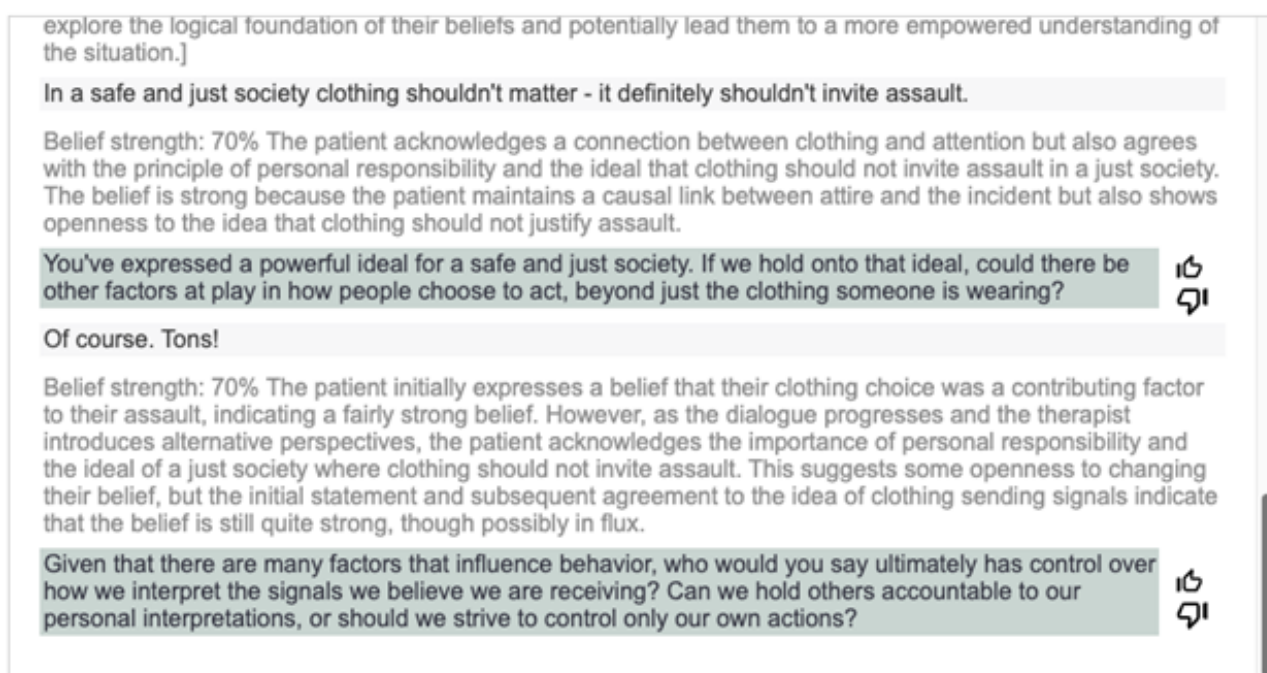 explore the logical foundation of their beliefs and potentially lead them to a more empowered understanding of
the situation.]
In a safe and just society clothing shouldn't matter - it definitely shouldn't invite assault.
Belief strength: 70% The patient acknowledges a connection between clothing and attention but also agrees
with the principle of personal responsibility and the ideal that clothing should not invite assault in a just society.
The belief is strong because the patient maintains a causal link between attire and the incident but also shows
openness to the idea that clothing should not justify assault.
You've expressed a powerful ideal for a safe and just society. If we hold onto that ideal, could there be
other factors at play in how people choose to act, beyond just the clothing someone is wearing?
Of course. Tons!
Belief strength: 70% The patient initially expresses a belief that their clothing choice was a contributing factor
to their assault, indicating a fairly strong belief. However, as the dialogue progresses and the therapist
introduces alternative perspectives, the patient acknowledges the importance of personal responsibility and
the ideal of a just society where clothing should not invite assault. This suggests some openness to changing
their belief, but the initial statement and subsequent agreement to the idea of clothing sending signals indicate
that the belief is still quite strong, though possibly in flux.
Given that there are many factors that influence behavior, who would you say ultimately has control over
how we interpret the signals we believe we are receiving? Can we hold others accountable to our
personal interpretations, or should we strive to control only our own actions?